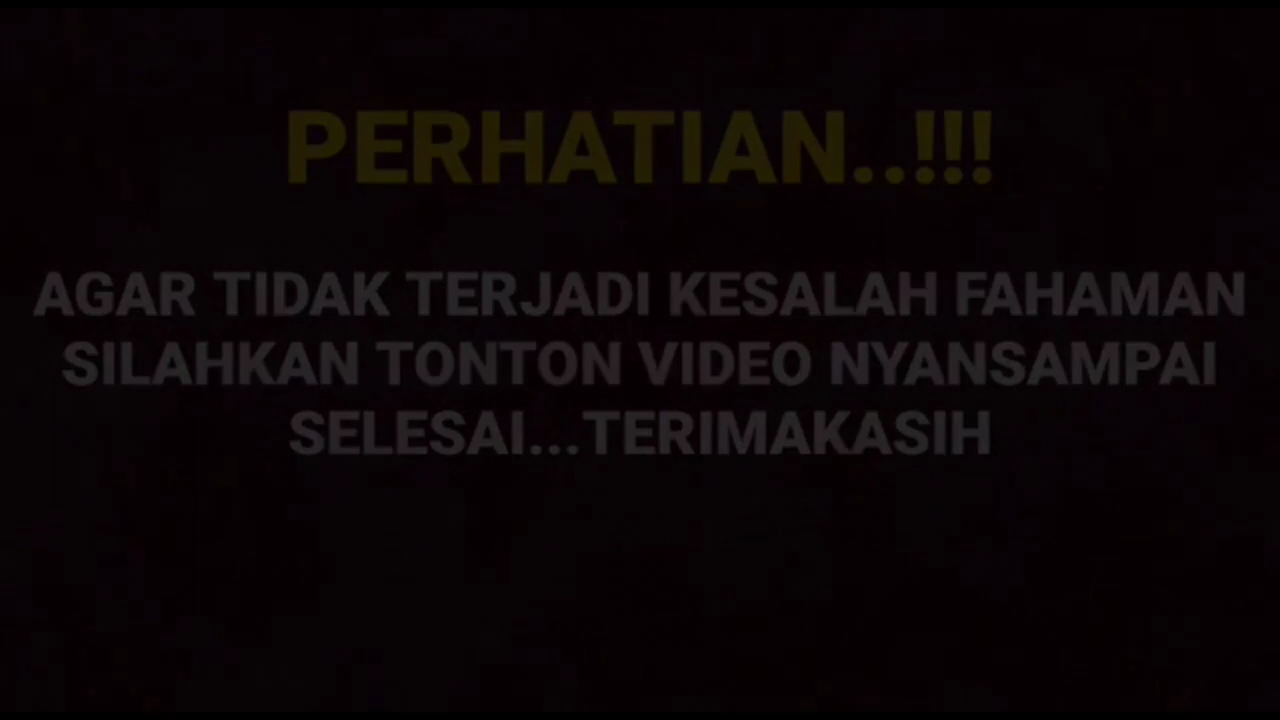 PERHATIAN..!!!
AGAR TIDAK TERJADI KESALAH FAHAMAN
SILAHKAN TONTON VIDEO NYANSAMPAI
SELESAI...TERIMAKASIH